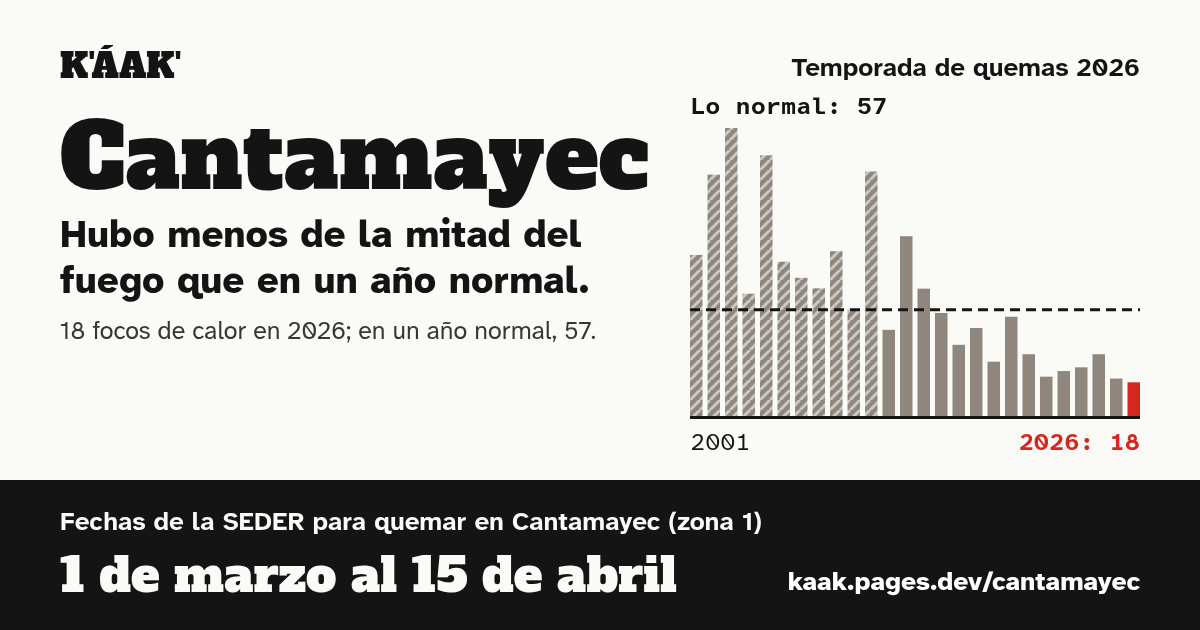 K'ÁAK'
Temporada de quemas 2026
Cantamayec
Hubo menos de la mitad del
fuego que en un año normal.
18 focos de calor en 2026; en un año normal, 57.
Lo normal: 57
2001
2026: 18
Fechas de la SEDER para quemar en Cantamayec (zona 1)
1 de marzo al 15 de abril
kaak.pages.dev/cantamayec